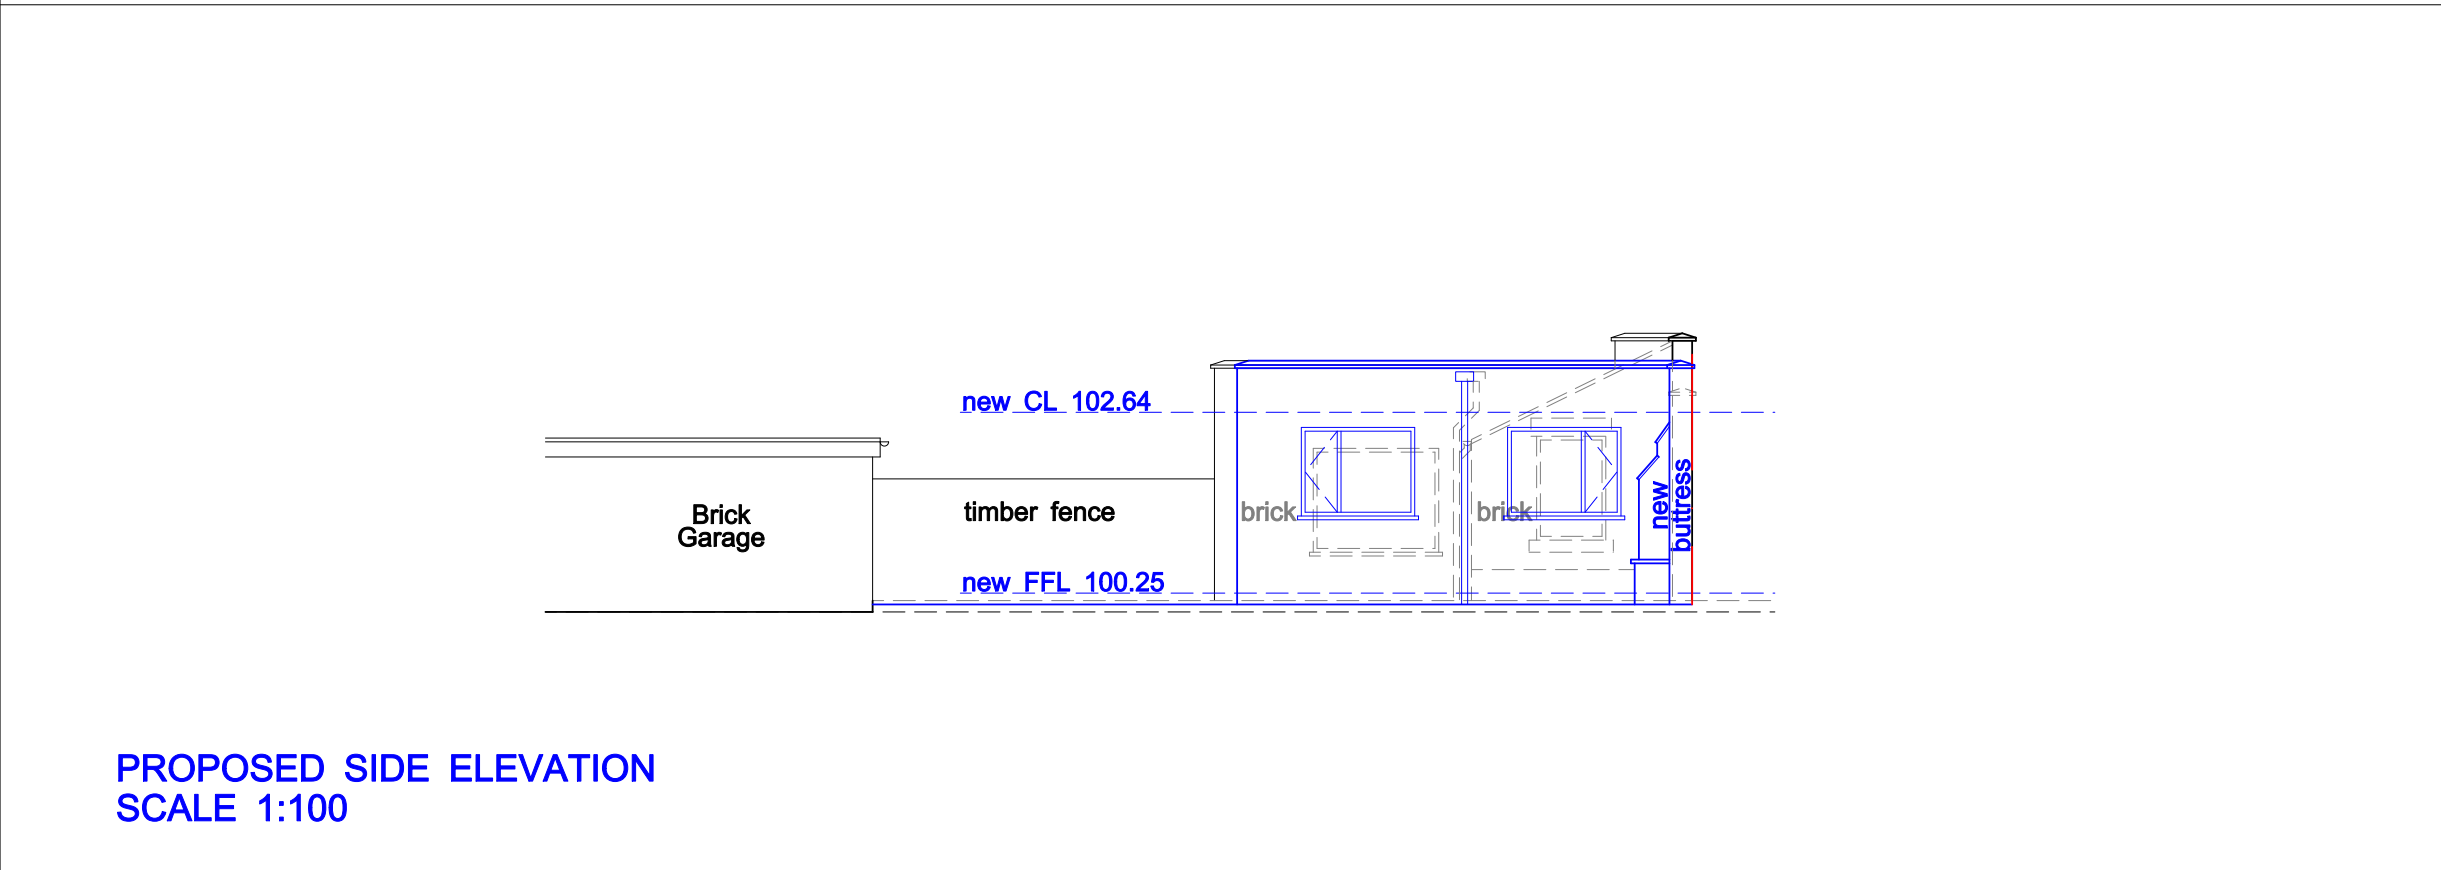 new CL 102.64
Brick
Garage
timber fence
brick
brick
new
buttress
new FFL 100.25
PROPOSED SIDE ELEVATION
SCALE 1:100